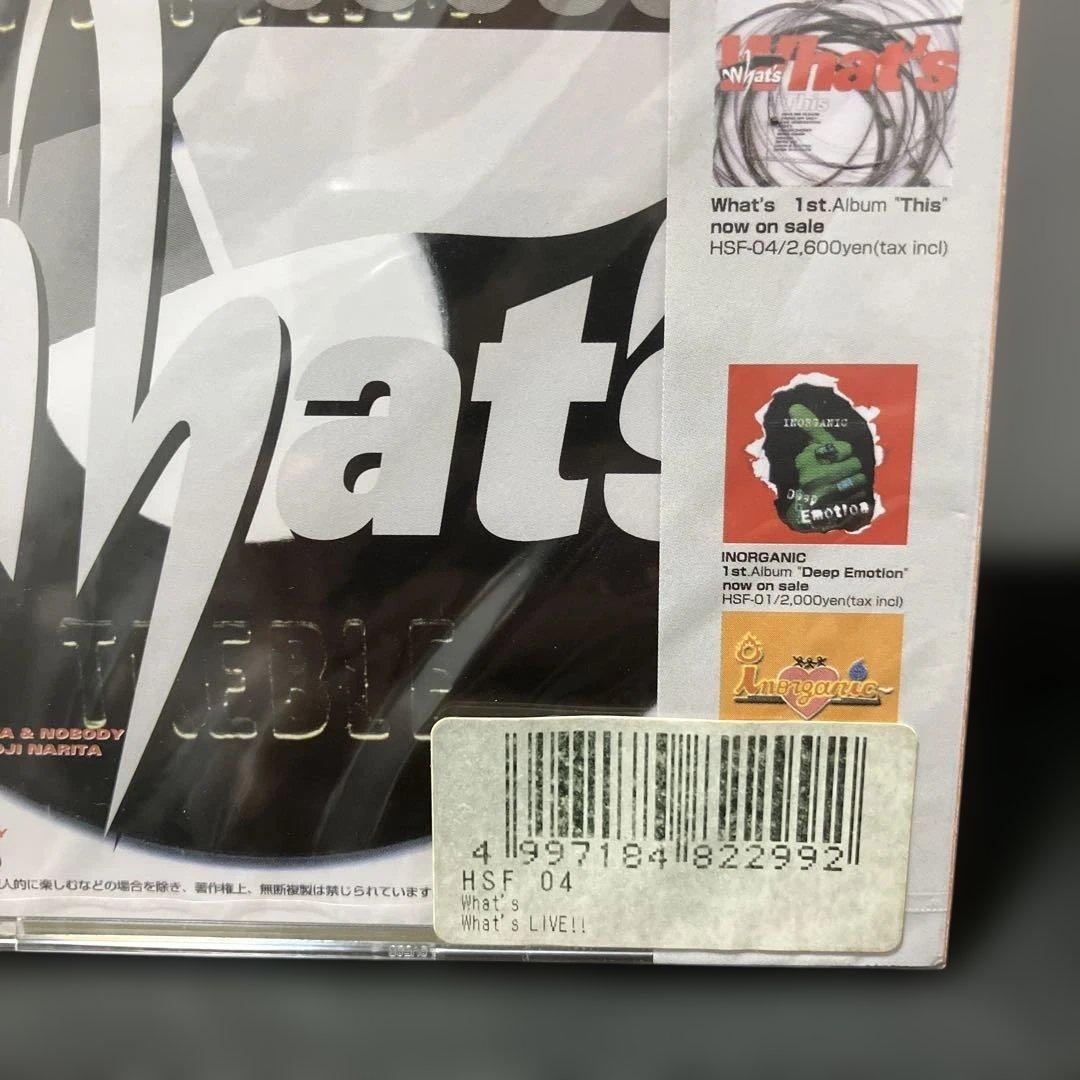 What's
What's
This
What's 1st.Album "This"
now on sale
HSF-04/2,600yen(tax incl)
hats
INORGANIC
Deep
Emotion
INORGANIC
1st.Album "Deep Emotion"
now on sale
HSF-01/2,000yen(tax incl)
inorganic
TREBLE
A & NOBODY
OJI NARITA
人的に楽しむなどの場合を除き、著作権上、無断複製は禁じられています
4 997184 822992
HSF 04
What's
What's LIVE!!